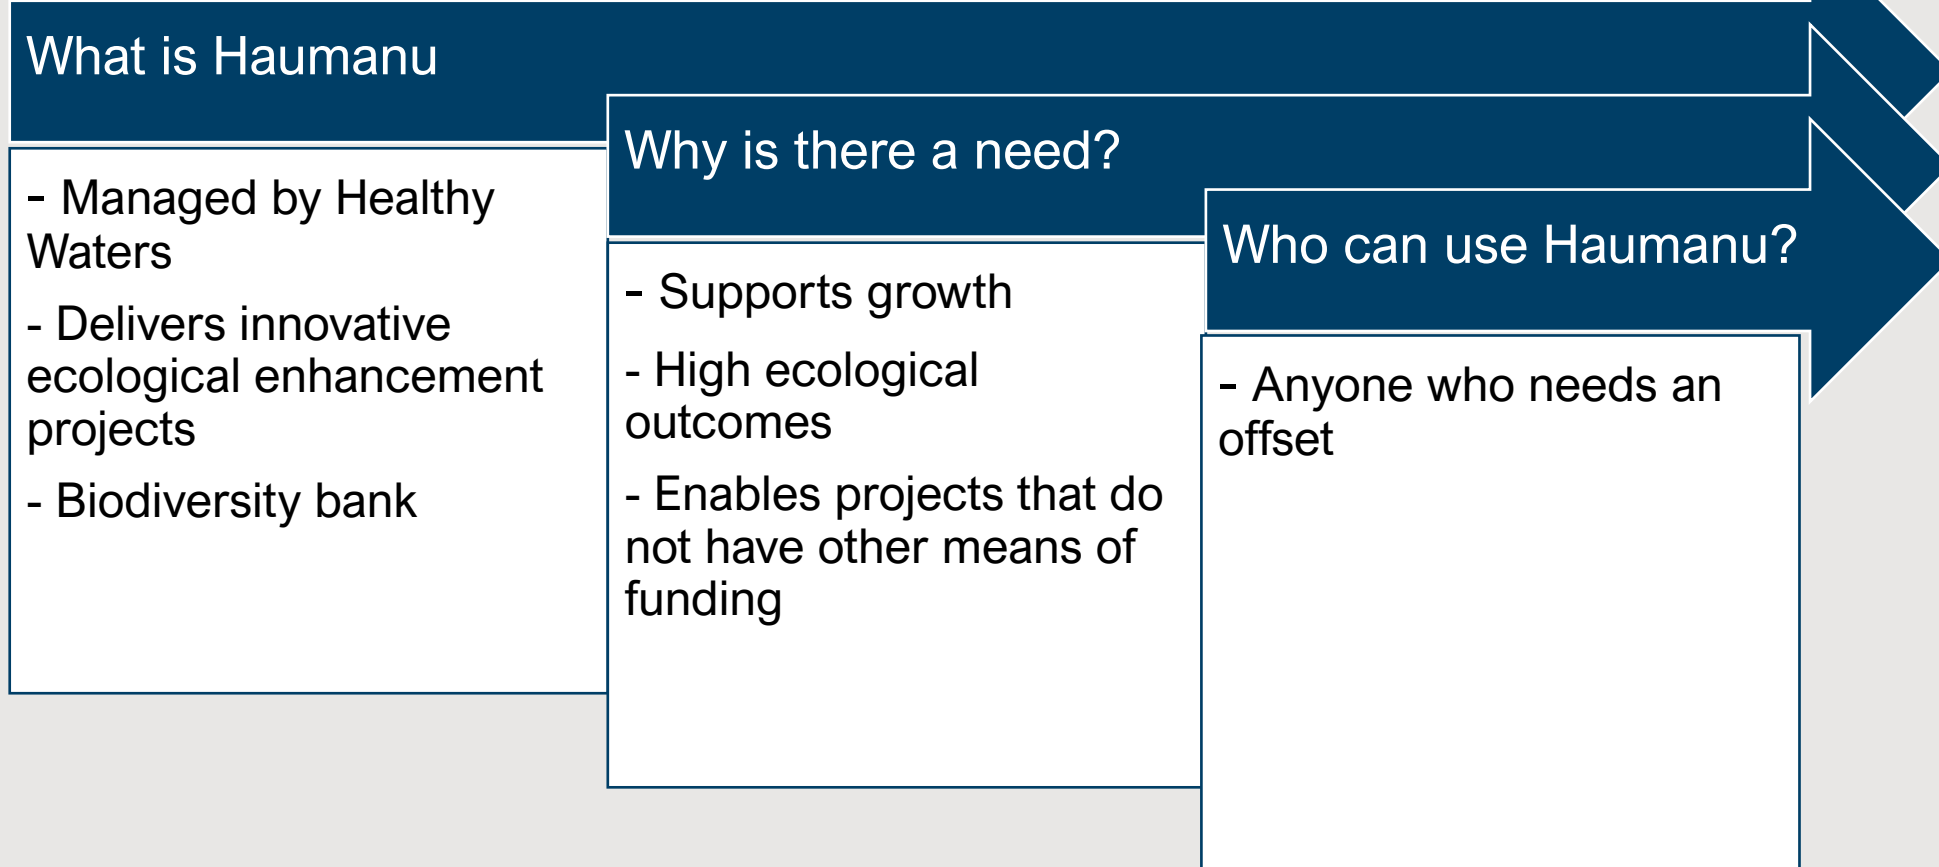 What is Haumanu
- Managed by Healthy
Waters
- Delivers innovative
ecological enhancement
projects
- Biodiversity bank
Why is there a need?
- Supports growth
- High ecological
outcomes
- Enables projects that do
not have other means of
funding
Who can use Haumanu?
- Anyone who needs an
offset